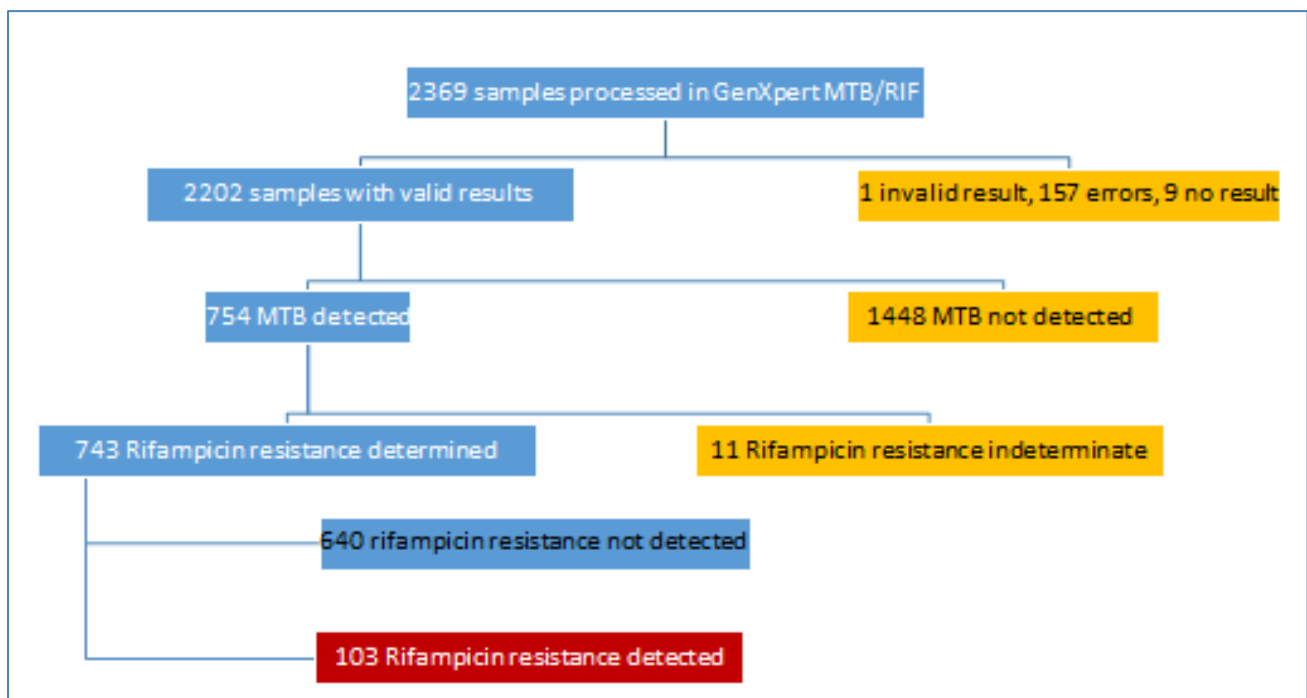 2369 samples processed in GenXpert MTB/RIF
2202 samples with valid results
1 invalid result, 157 errors, 9 no result
754 MTB detected
1448 MTB not detected
743 Rifampicin resistance determined
11 Rifampicin resistance indeterminate
640 rifampicin resistance not detected
103 Rifampicin resistance detected